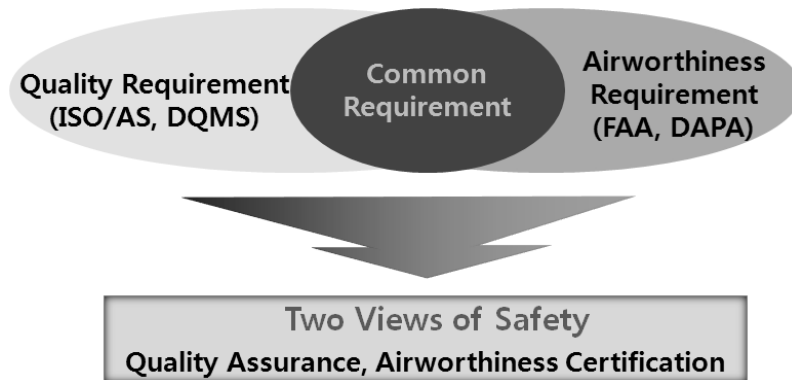 Quality Requirement
(ISO/AS, DQMS)
Common
Requirement
Airworthiness
Requirement
(FAA, DAPA)
Two Views of Safety
Quality Assurance, Airworthiness Certification